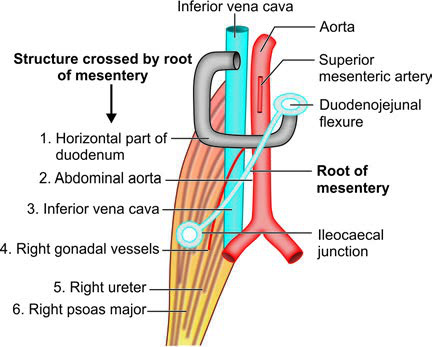 Inferior vena cava
Aorta
Structure crossed by root
of mesentery
Superior
mesenteric artery
Duodenojejunal
flexure
1. Horizontal part of
duodenum
2. Abdominal aorta
Root of
mesentery
3. Inferior vena cava
4. Right gonadal vessels
Ileocaecal
junction
5. Right ureter
6. Right psoas major